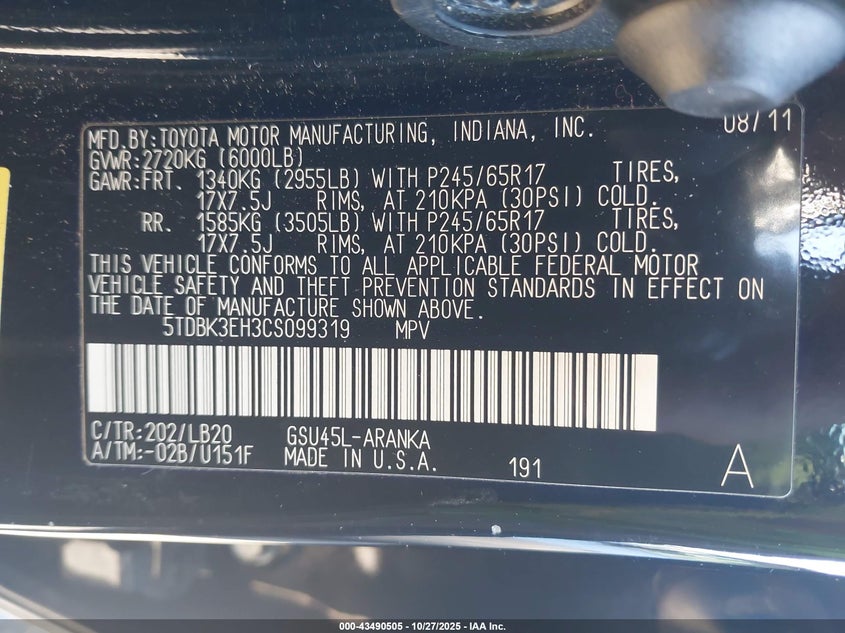 MFD.BY:TOYOTA MOTOR MANUFACTURING, INDIANA, INC. 08/11
GVWR:2720KG (6000LB)
GAWR:FRT. 1340KG (2955LB) WITH P245/65R17 TIRES,
17X7.5J RIMS, AT 210KPA (30PSI) COLD.
RR. 1585KG (3505LB) WITH P245/65R17 TIRES,
17X7.5J RIMS, AT 210KPA (30PSI) COLD.
THIS VEHICLE CONFORMS TO ALL APPLICABLE FEDERAL MOTOR
VEHICLE SAFETY AND THEFT PREVENTION STANDARDS IN EFFECT ON
THE DATE OF MANUFACTURE SHOWN ABOVE.
5TDBK3EH3CS099319 MPV
C/TR:202/LB20 GSU45L-ARANKA
A/TM:-02B/U151F MADE IN U.S.A. 191 A
000-43490505 - 10/27/2025 - IAA Inc.